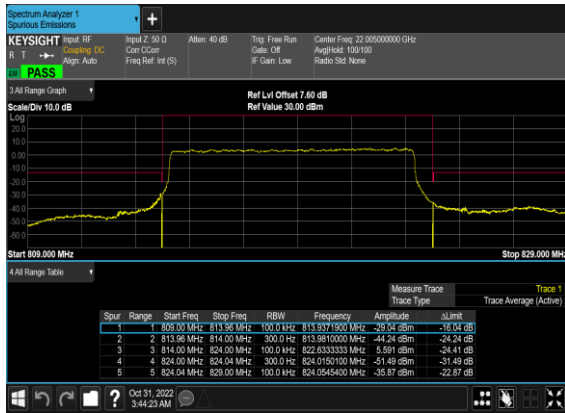 Spectrum Analyzer 1
Spurious Emissions
KEYSIGHT Input: RF Input Z: 50 Ω Atten: 40 dB Trig: Free Run Center Freq: 22.005000000 GHz
R T Coupling: DC Corr CCorr Gate: Off Avg|Hold: 100/100
Align: Auto Freq Ref: Int (S) IF Gain: Low Radio Std: None
PASS
3 All Range Graph
Ref Lvl Offset 7.60 dB
Scale/Div 10.0 dB Ref Value 30.00 dBm
Log
20.0
10.0
0.00
-10.0
-20.0
-30.0
-40.0
-50.0
-60.0
Start 809.000 MHz Stop 829.000 MHz
4 All Range Table
Measure Trace Trace 1
Trace Type Trace Average (Active)
Spur Range Start Freq Stop Freq RBW Frequency Amplitude ΔLimit
1 1 809.00 MHz 813.96 MHz 100.0 kHz 813.9371900 MHz -29.04 dBm -16.04 dB
2 2 813.96 MHz 814.00 MHz 300.0 Hz 813.9810000 MHz -44.24 dBm -24.24 dB
3 3 814.00 MHz 824.00 MHz 100.0 kHz 822.6333333 MHz 5.591 dBm -24.41 dB
4 4 824.00 MHz 824.04 MHz 300.0 Hz 824.0150100 MHz -51.49 dBm -31.49 dB
5 5 824.04 MHz 829.00 MHz 100.0 kHz 824.0545400 MHz -35.87 dBm -22.87 dB
Oct 31, 2022
3:44:23 AM